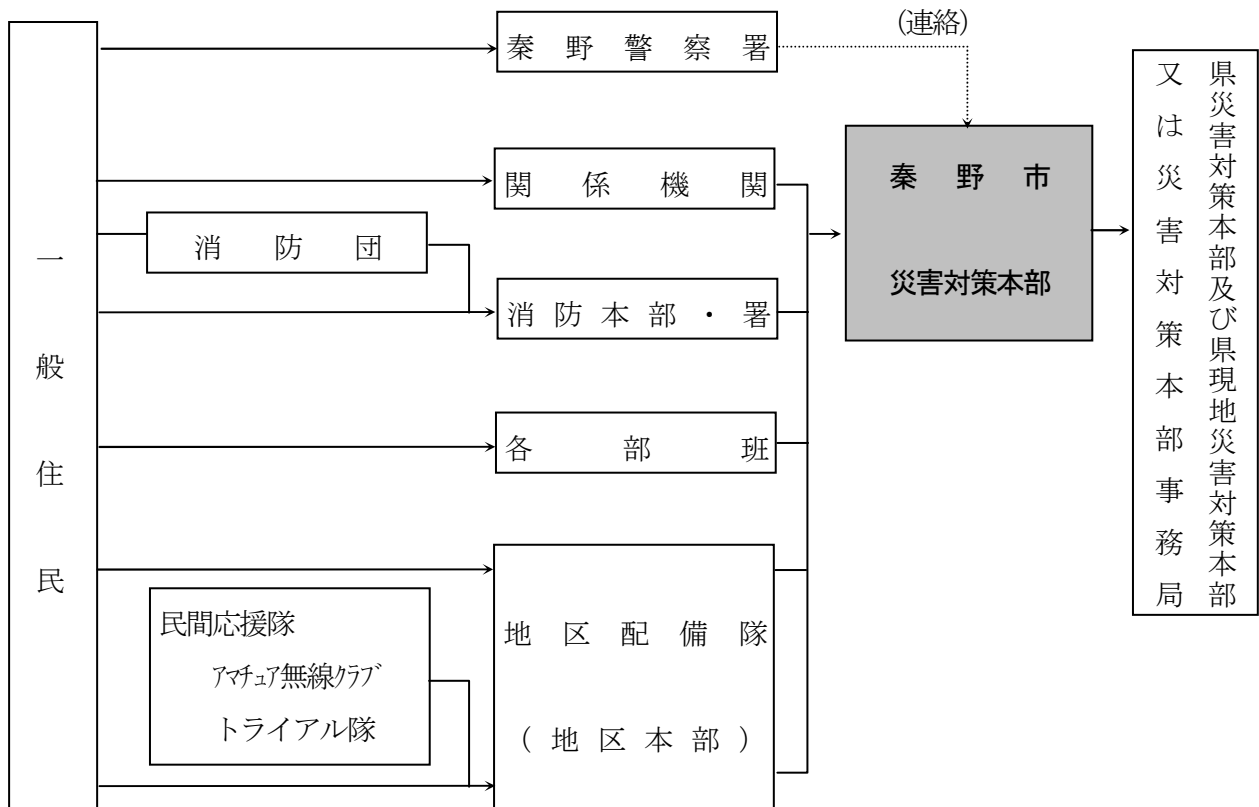 一般住民
秦野警察署
(連絡)
関係機関
消防団
消防本部・署
各部班
民間応援隊
ｱﾏﾁｭｱ無線ｸﾗﾌﾞ
トライアル隊
地区配備隊
(地区本部)
秦野市
災害対策本部
県災害対策本部及び県現地災害対策本部
又は災害対策本部事務局